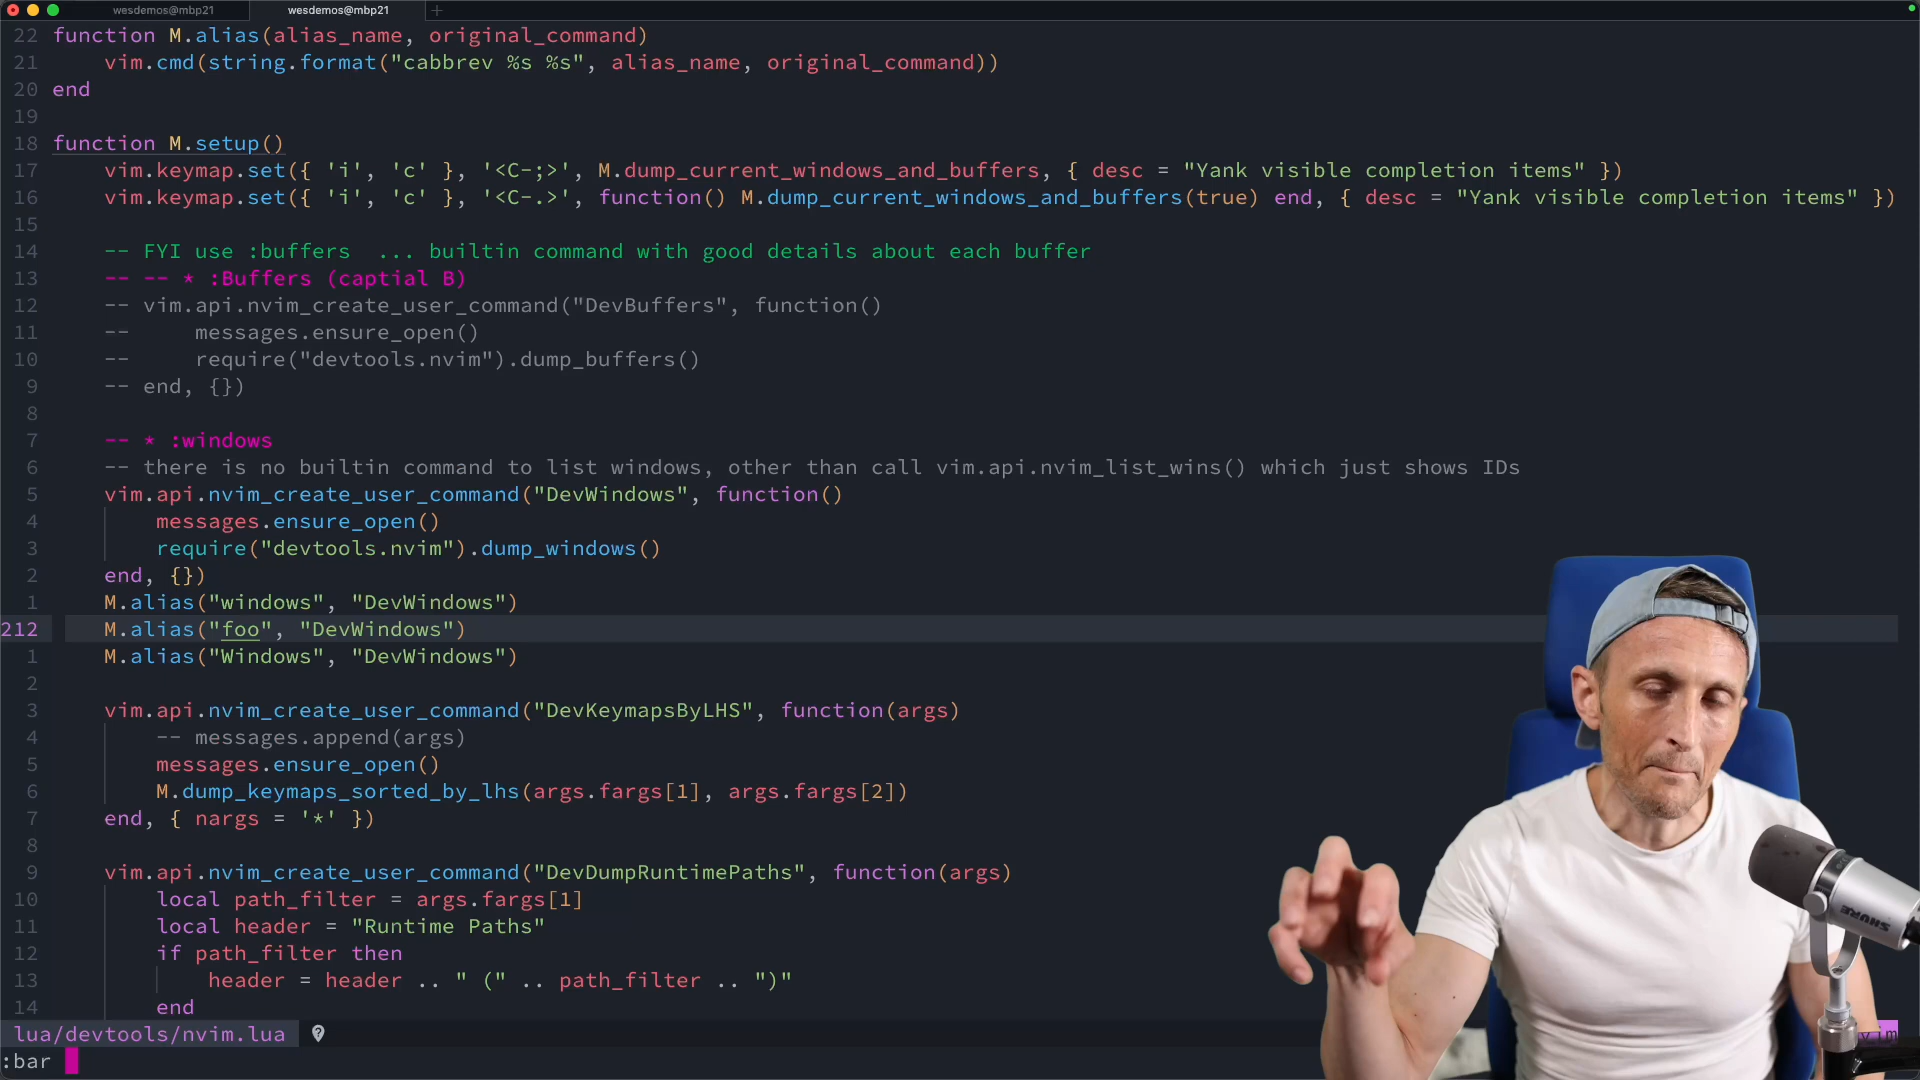 wesdemos@mbp21 wesdemos@mbp21 +
22 function M.alias(alias_name, original_command)
21 vim.cmd(string.format("cabbrev %s %s", alias_name, original_command))
20 end
19
18 function M.setup()
17 vim.keymap.set({ 'i', 'c' }, '<C-;>', M.dump_current_windows_and_buffers, { desc = "Yank visible completion items" })
16 vim.keymap.set({ 'i', 'c' }, '<C-.>', function() M.dump_current_windows_and_buffers(true) end, { desc = "Yank visible completion items" })
15
14 -- FYI use :buffers  ... builtin command with good details about each buffer
13 -- -- * :Buffers (captial B)
12 -- vim.api.nvim_create_user_command("DevBuffers", function()
11 --     messages.ensure_open()
10 --     require("devtools.nvim").dump_buffers()
9 -- end, {})
8
7 -- * :windows
6 -- there is no builtin command to list windows, other than call vim.api.nvim_list_wins() which just shows IDs
5 vim.api.nvim_create_user_command("DevWindows", function()
4 messages.ensure_open()
3 require("devtools.nvim").dump_windows()
2 end, {})
1 M.alias("windows", "DevWindows")
212 M.alias("foo", "DevWindows")
1 M.alias("Windows", "DevWindows")
2
3 vim.api.nvim_create_user_command("DevKeymapsByLHS", function(args)
4 -- messages.append(args)
5 messages.ensure_open()
6 M.dump_keymaps_sorted_by_lhs(args.fargs[1], args.fargs[2])
7 end, { nargs = '*' })
8
9 vim.api.nvim_create_user_command("DevDumpRuntimePaths", function(args)
10 local path_filter = args.fargs[1]
11 local header = "Runtime Paths"
12 if path_filter then
13 header = header .. " (" .. path_filter .. ")"
14 end
lua/devtools/nvim.lua
:bar
SHURE